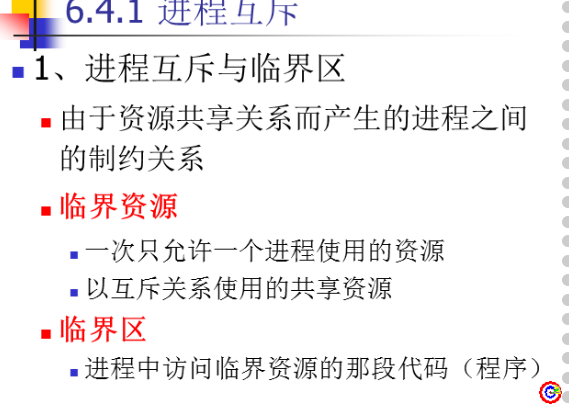 6.4.1 进程互斥
1、进程互斥与临界区
由于资源共享关系而产生的进程之间
的制约关系
临界资源
一次只允许一个进程使用的资源
以互斥关系使用的共享资源
临界区
进程中访问临界资源的那段代码（程序）